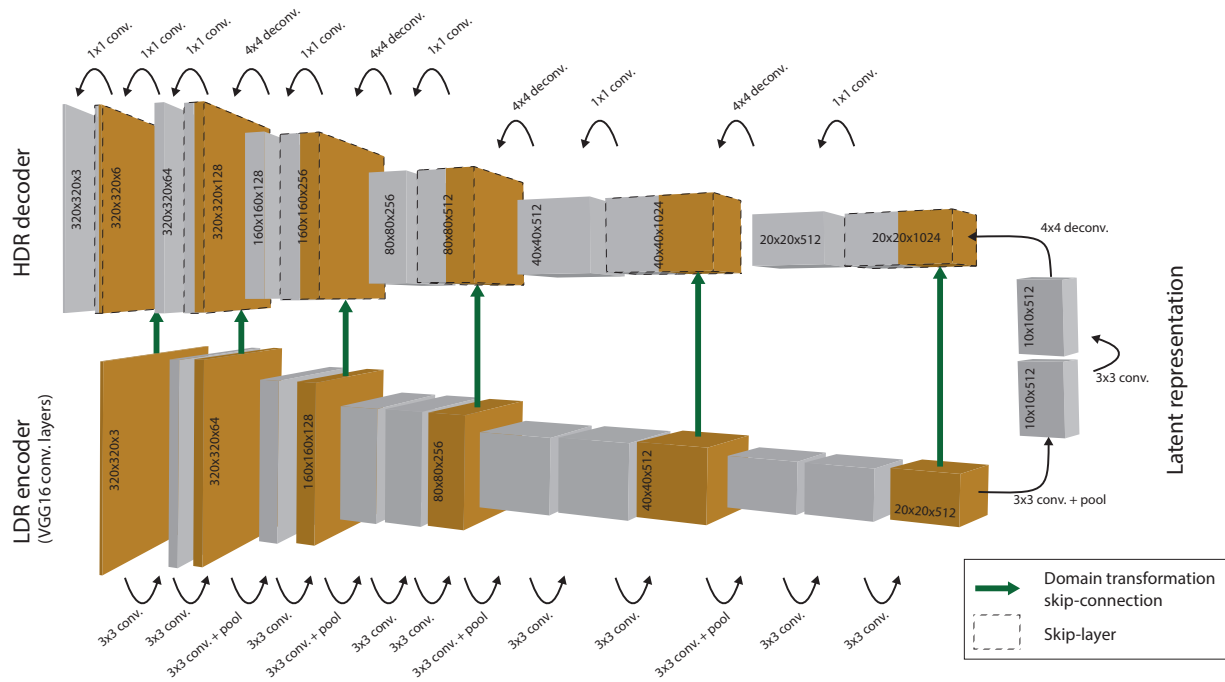 1x1 conv.
1x1 conv.
1x1 conv.
4x4 deconv.
1x1 conv.
4x4 deconv.
1x1 conv.
4x4 deconv.
1x1 conv.
4x4 deconv.
1x1 conv.
HDR decoder
320x320x3
320x320x6
320x320x64
320x320x128
160x160x128
160x160x256
80x80x256
80x80x512
40x40x512
40x40x1024
20x20x512
20x20x1024
4x4 deconv.
10x10x512
3x3 conv.
10x10x512
3x3 conv. + pool
Latent representation
LDR encoder
(VGG16 conv. layers)
320x320x3
320x320x64
160x160x128
80x80x256
40x40x512
20x20x512
3x3 conv.
3x3 conv.
3x3 conv. + pool
3x3 conv.
3x3 conv. + pool
3x3 conv.
3x3 conv.
3x3 conv. + pool
3x3 conv.
3x3 conv.
3x3 conv. + pool
3x3 conv.
3x3 conv.
Domain transformation
skip-connection
Skip-layer